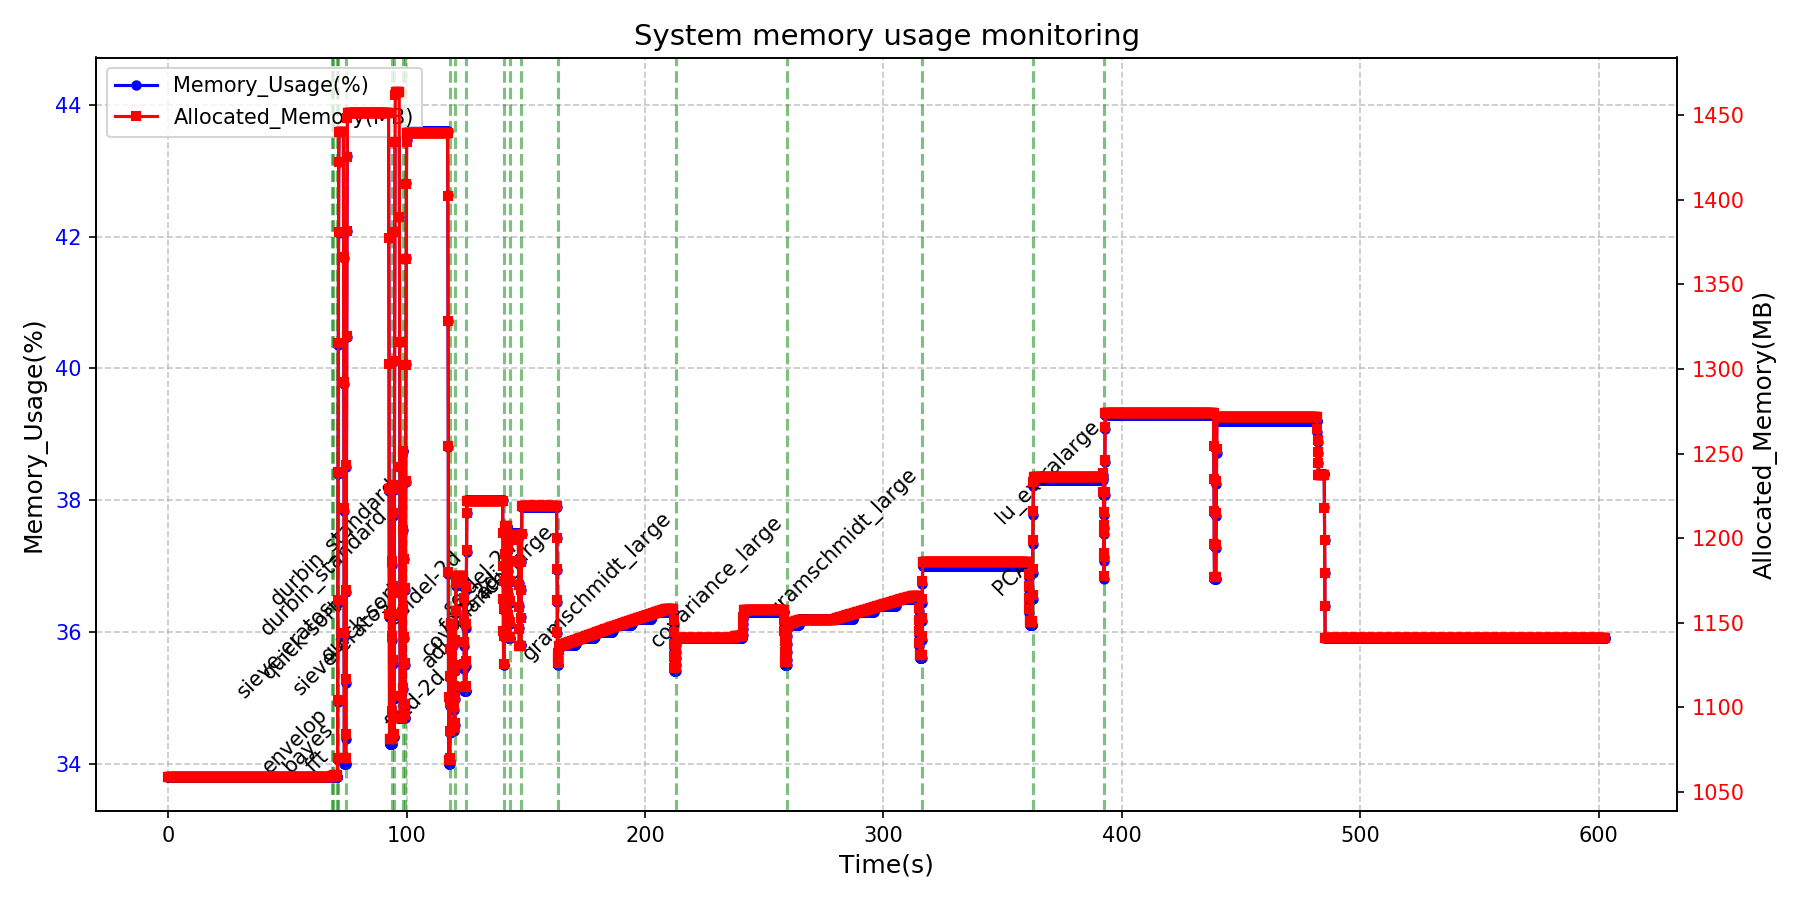 System memory usage monitoring
Memory_Usage(%)
Allocated_Memory(MB)
44
42
40
38
36
34
Memory_Usage(%)
1450
1400
1350
1300
1250
1200
1150
1100
1050
Allocated_Memory(MB)
envelop
bayes
fft
durbin_standard
durbin_standard
gramschmidt_large
covariance_large
gramschmidt_large
PCA
lu_extralarge
0
100
200
300
400
500
600
Time(s)